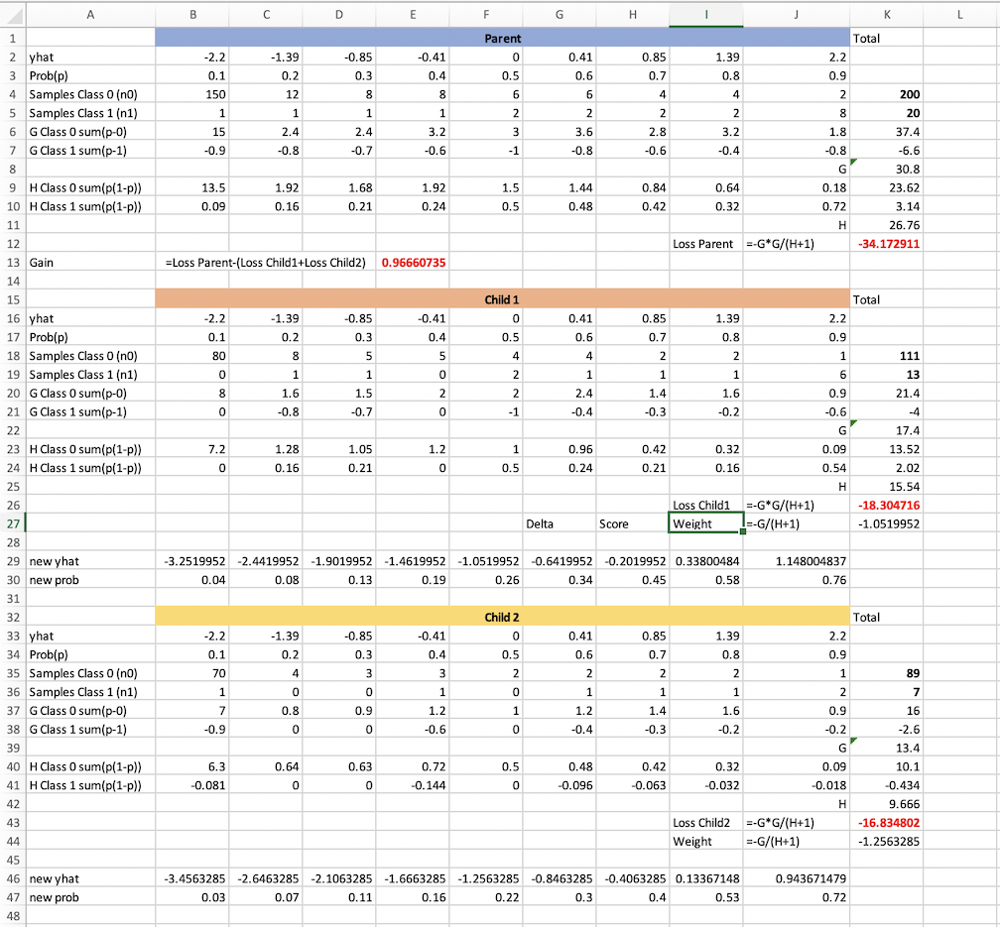 A B C D E F G H I J K L
1 Parent Total
2 yhat -2.2 -1.39 -0.85 -0.41 0 0.41 0.85 1.39 2.2
3 Prob(p) 0.1 0.2 0.3 0.4 0.5 0.6 0.7 0.8 0.9
4 Samples Class 0 (n0) 150 12 8 8 6 6 4 4 2 200
5 Samples Class 1 (n1) 1 1 1 1 2 2 2 2 8 20
6 G Class 0 sum(p-0) 15 2.4 2.4 3.2 3 3.6 2.8 3.2 1.8 37.4
7 G Class 1 sum(p-1) -0.9 -0.8 -0.7 -0.6 -1 -0.8 -0.6 -0.4 -0.8 -6.6
8 G 30.8
9 H Class 0 sum(p(1-p)) 13.5 1.92 1.68 1.92 1.5 1.44 0.84 0.64 0.18 23.62
10 H Class 1 sum(p(1-p)) 0.09 0.16 0.21 0.24 0.5 0.48 0.42 0.32 0.72 3.14
11 H 26.76
12 Loss Parent =-G*G/(H+1) -34.172911
13 Gain =Loss Parent-(Loss Child1+Loss Child2) 0.96660735
14
15 Child 1 Total
16 yhat -2.2 -1.39 -0.85 -0.41 0 0.41 0.85 1.39 2.2
17 Prob(p) 0.1 0.2 0.3 0.4 0.5 0.6 0.7 0.8 0.9
18 Samples Class 0 (n0) 80 8 5 5 4 4 2 2 1 111
19 Samples Class 1 (n1) 0 1 1 0 2 1 1 1 6 13
20 G Class 0 sum(p-0) 8 1.6 1.5 2 2 2.4 1.4 1.6 0.9 21.4
21 G Class 1 sum(p-1) 0 -0.8 -0.7 0 -1 -0.4 -0.3 -0.2 -0.6 -4
22 G 17.4
23 H Class 0 sum(p(1-p)) 7.2 1.28 1.05 1.2 1 0.96 0.42 0.32 0.09 13.52
24 H Class 1 sum(p(1-p)) 0 0.16 0.21 0 0.5 0.24 0.21 0.16 0.54 2.02
25 H 15.54
26 Loss Child1 =-G*G/(H+1) -18.304716
27 Delta Score Weight =-G/(H+1) -1.0519952
28
29 new yhat -3.2519952 -2.4419952 -1.9019952 -1.4619952 -1.0519952 -0.6419952 -0.2019952 0.33800484 1.148004837
30 new prob 0.04 0.08 0.13 0.19 0.26 0.34 0.45 0.58 0.76
31
32 Child 2 Total
33 yhat -2.2 -1.39 -0.85 -0.41 0 0.41 0.85 1.39 2.2
34 Prob(p) 0.1 0.2 0.3 0.4 0.5 0.6 0.7 0.8 0.9
35 Samples Class 0 (n0) 70 4 3 3 2 2 2 2 1 89
36 Samples Class 1 (n1) 1 0 0 1 0 1 1 1 2 7
37 G Class 0 sum(p-0) 7 0.8 0.9 1.2 1 1.2 1.4 1.6 0.9 16
38 G Class 1 sum(p-1) -0.9 0 0 -0.6 0 -0.4 -0.3 -0.2 -0.2 -2.6
39 G 13.4
40 H Class 0 sum(p(1-p)) 6.3 0.64 0.63 0.72 0.5 0.48 0.42 0.32 0.09 10.1
41 H Class 1 sum(p(1-p)) -0.081 0 0 -0.144 0 -0.096 -0.063 -0.032 -0.018 -0.434
42 H 9.666
43 Loss Child2 =-G*G/(H+1) -16.834802
44 Weight =-G/(H+1) -1.2563285
45
46 new yhat -3.4563285 -2.6463285 -2.1063285 -1.6663285 -1.2563285 -0.8463285 -0.4063285 0.13367148 0.943671479
47 new prob 0.03 0.07 0.11 0.16 0.22 0.3 0.4 0.53 0.72
48